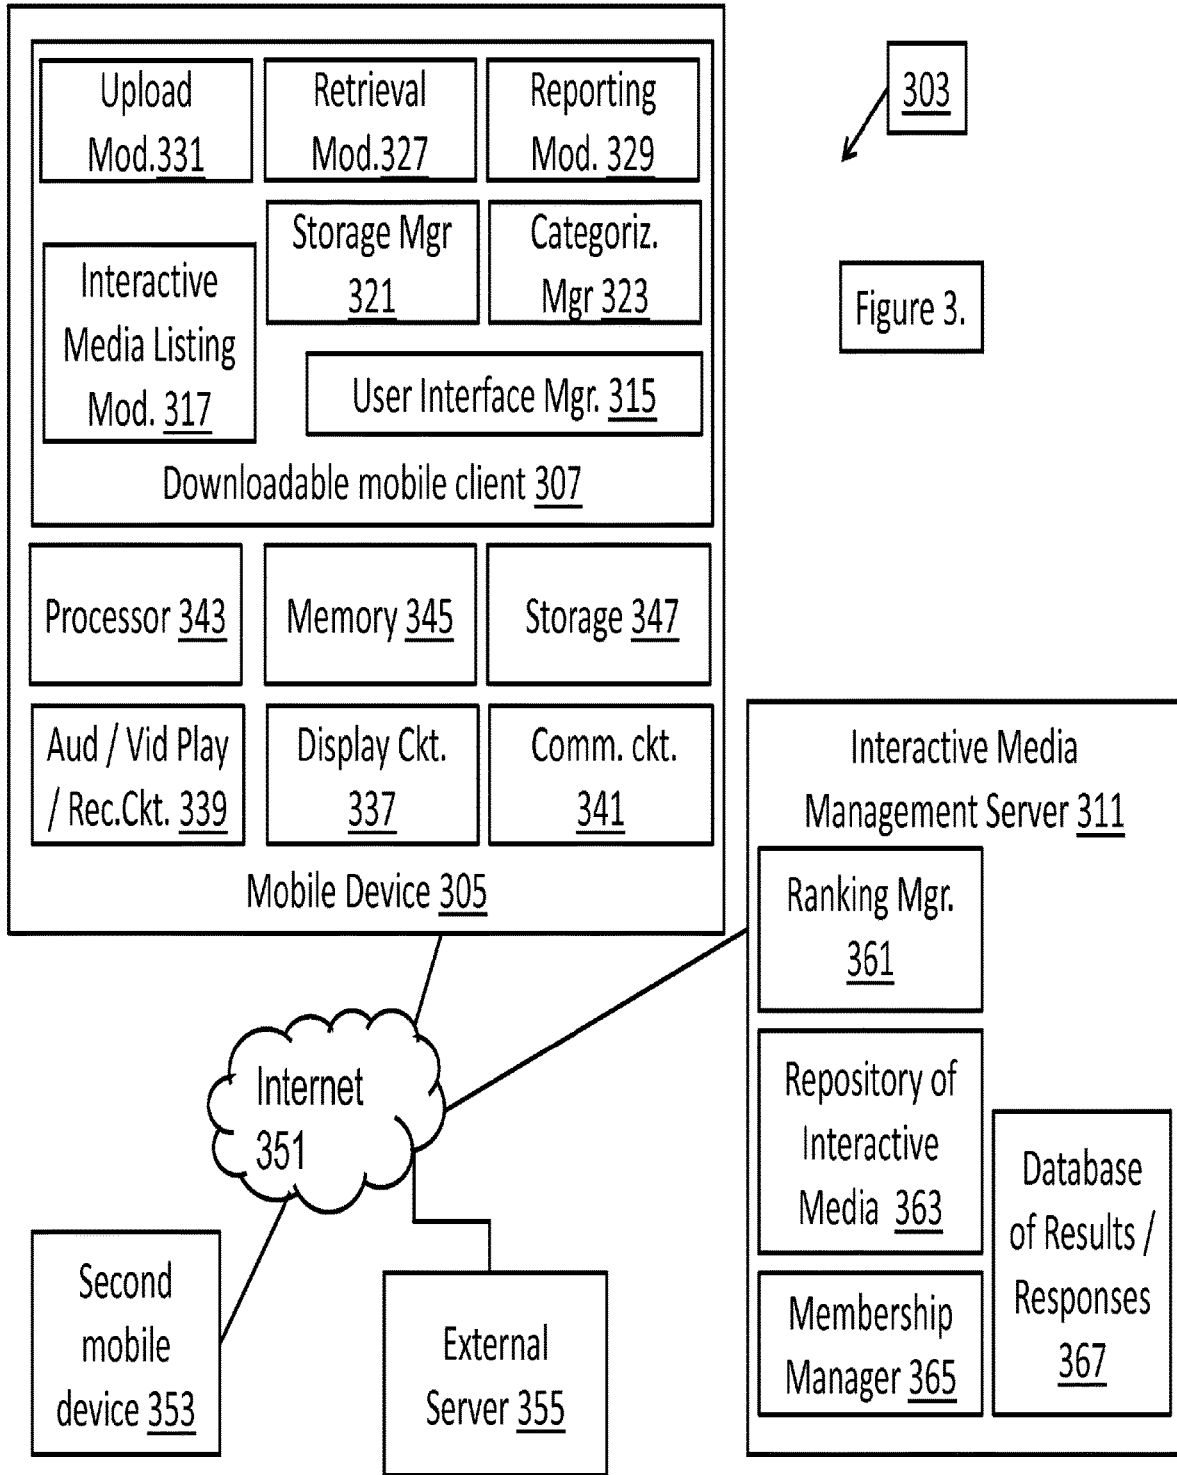 Upload
Mod.331
Retrieval
Mod.327
Reporting
Mod. 329
303
Storage Mgr
321
Categoriz.
Mgr 323
Interactive
Media Listing
Mod. 317
Figure 3.
User Interface Mgr. 315
Downloadable mobile client 307
Processor 343
Memory 345
Storage 347
Aud / Vid Play
/ Rec.Ckt. 339
Display Ckt.
337
Comm. ckt.
341
Mobile Device 305
Interactive Media
Management Server 311
Ranking Mgr.
361
Repository of
Interactive
Media 363
Database
of Results /
Responses
367
Membership
Manager 365
Internet
351
Second
mobile
device 353
External
Server 355